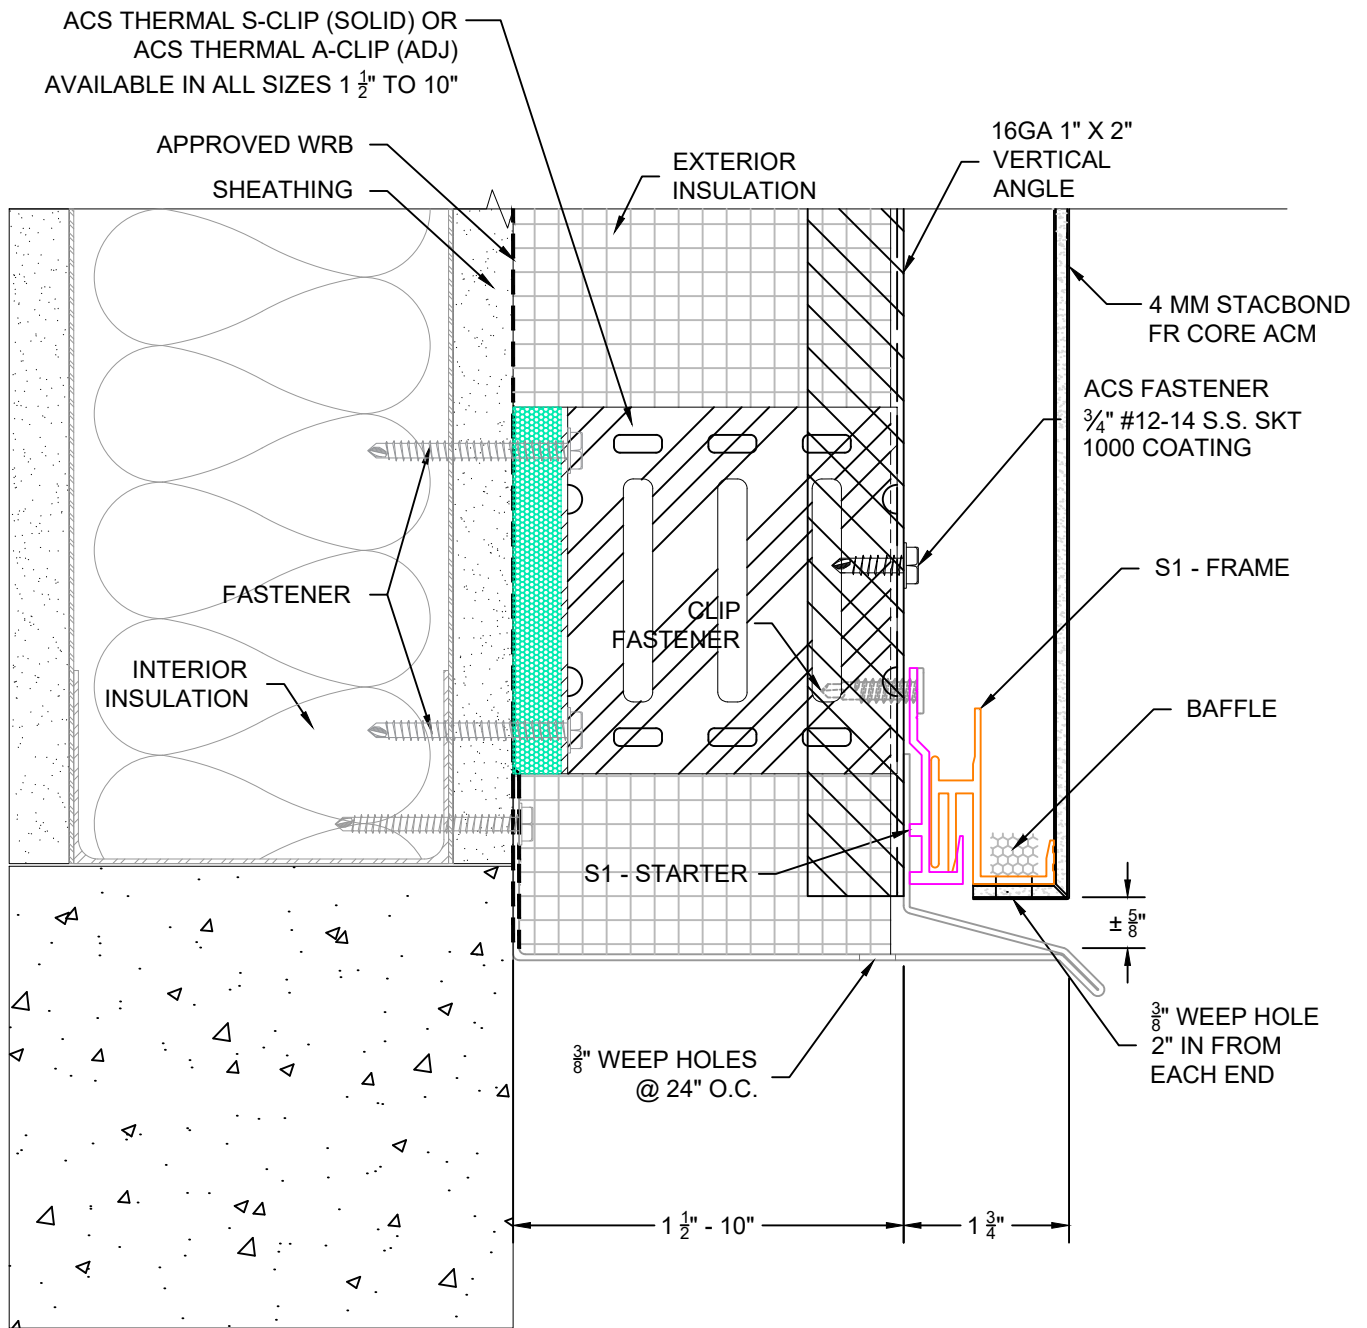 ACS THERMAL S-CLIP (SOLID) OR
ACS THERMAL A-CLIP (ADJ)
AVAILABLE IN ALL SIZES 1 1/2" TO 10"
APPROVED WRB
SHEATHING
EXTERIOR
INSULATION
16GA 1" X 2"
VERTICAL
ANGLE
4 MM STACBOND
FR CORE ACM
ACS FASTENER
3/4" #12-14 S.S. SKT
1000 COATING
S1 - FRAME
FASTENER
CLIP
FASTENER
INTERIOR
INSULATION
BAFFLE
S1 - STARTER
± 5/8"
3/8" WEEP HOLE
2" IN FROM
EACH END
3/8" WEEP HOLES
@ 24" O.C.
1 1/2" - 10"
1 3/4"